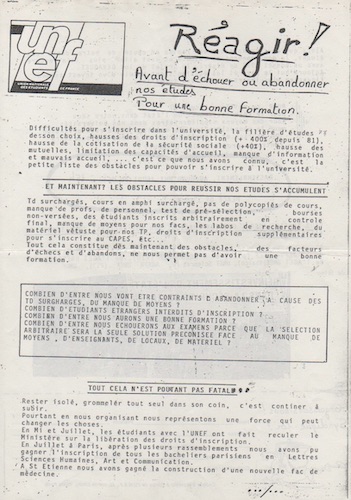 unef
UNION NATIONALE
DES ETUDIANTS DE FRANCE
Réagir!
Avant d'échouer ou abandonner
nos études
Pour une bonne formation.
Difficultés pour s'inscrire dans l'université, la filière d'études
de son choix, hausses des droits d'inscription (+ 400% depuis 81),
hausse de la cotisation de la sécurité sociale (+40%), hausse des
mutuelles, limitation des capacités d'accueil, manque d'information
et mauvais accueil,... c'est ce que nous avons connu, c'est la
petite liste des obstacles pour pouvoir s'inscrire à l'université.
ET MAINTENANT? LES OBSTACLES POUR REUSSIR NOS ETUDES S'ACCUMULENT
Td surchargés, cours en amphi surchargé, pas de polycopiés de cours,
manque de profs, de personnel, test de pré-sélection, bourses
non-versées, des étudiants inscrits arbitrairement en controle
final, manque de moyens pour nos facs, les labos de recherche, du
matériel vétuste pour nos TP, droits d'inscription supplémentaires
pour s'inscrire au CAPES, Etc...
Tout cela constitue dès maintenant des obstacles, des facteurs
d'échecs et d'abandons, ne nous permet pas d'avoir une bonne
formation.
COMBIEN D'ENTRE NOUS VONT ETRE CONTRAINTS D'ABANDONNER A CAUSE DES
TD SURCHARGES, DU MANQUE DE MOYENS ?
COMBIEN D'ETUDIANTS ETRANGERS INTERDITS D'INSCRIPTION ?
COMBIEN D'ENTRE NOUS AURONS UNE BONNE FORMATION ?
COMBIEN D'ENTRE NOUS ECHOUERONS AUX EXAMENS PARCE QUE LA SELECTION
ARBITRAIRE SERA LA SEULE SOLUTION PRECONISEE FACE AU MANQUE DE
MOYENS , D'ENSEIGNANTS, DE LOCAUX, DE MATERIEL ?
TOUT CELA N'EST POURTANT PAS FATAL
Rester isolé, grommeler tout seul dans son coin, c'est continuer à
subir.
Pourtant en nous organisant nous représentons une force qui peut
changer les choses.
En Mai et Juillet, les étudiants avec l'UNEF ont fait reculer le
Ministère sur la libération des droits d'inscription.
En Juillet à Paris, après plusieurs rassemblements nous avons pu
gagner l'inscription de tous les bacheliers parisiens en Lettres
Sciences Humaines, Art et Communication.
A St Etienne nous avons gagné la construction d'une nouvelle fac de
médecine.
.../...